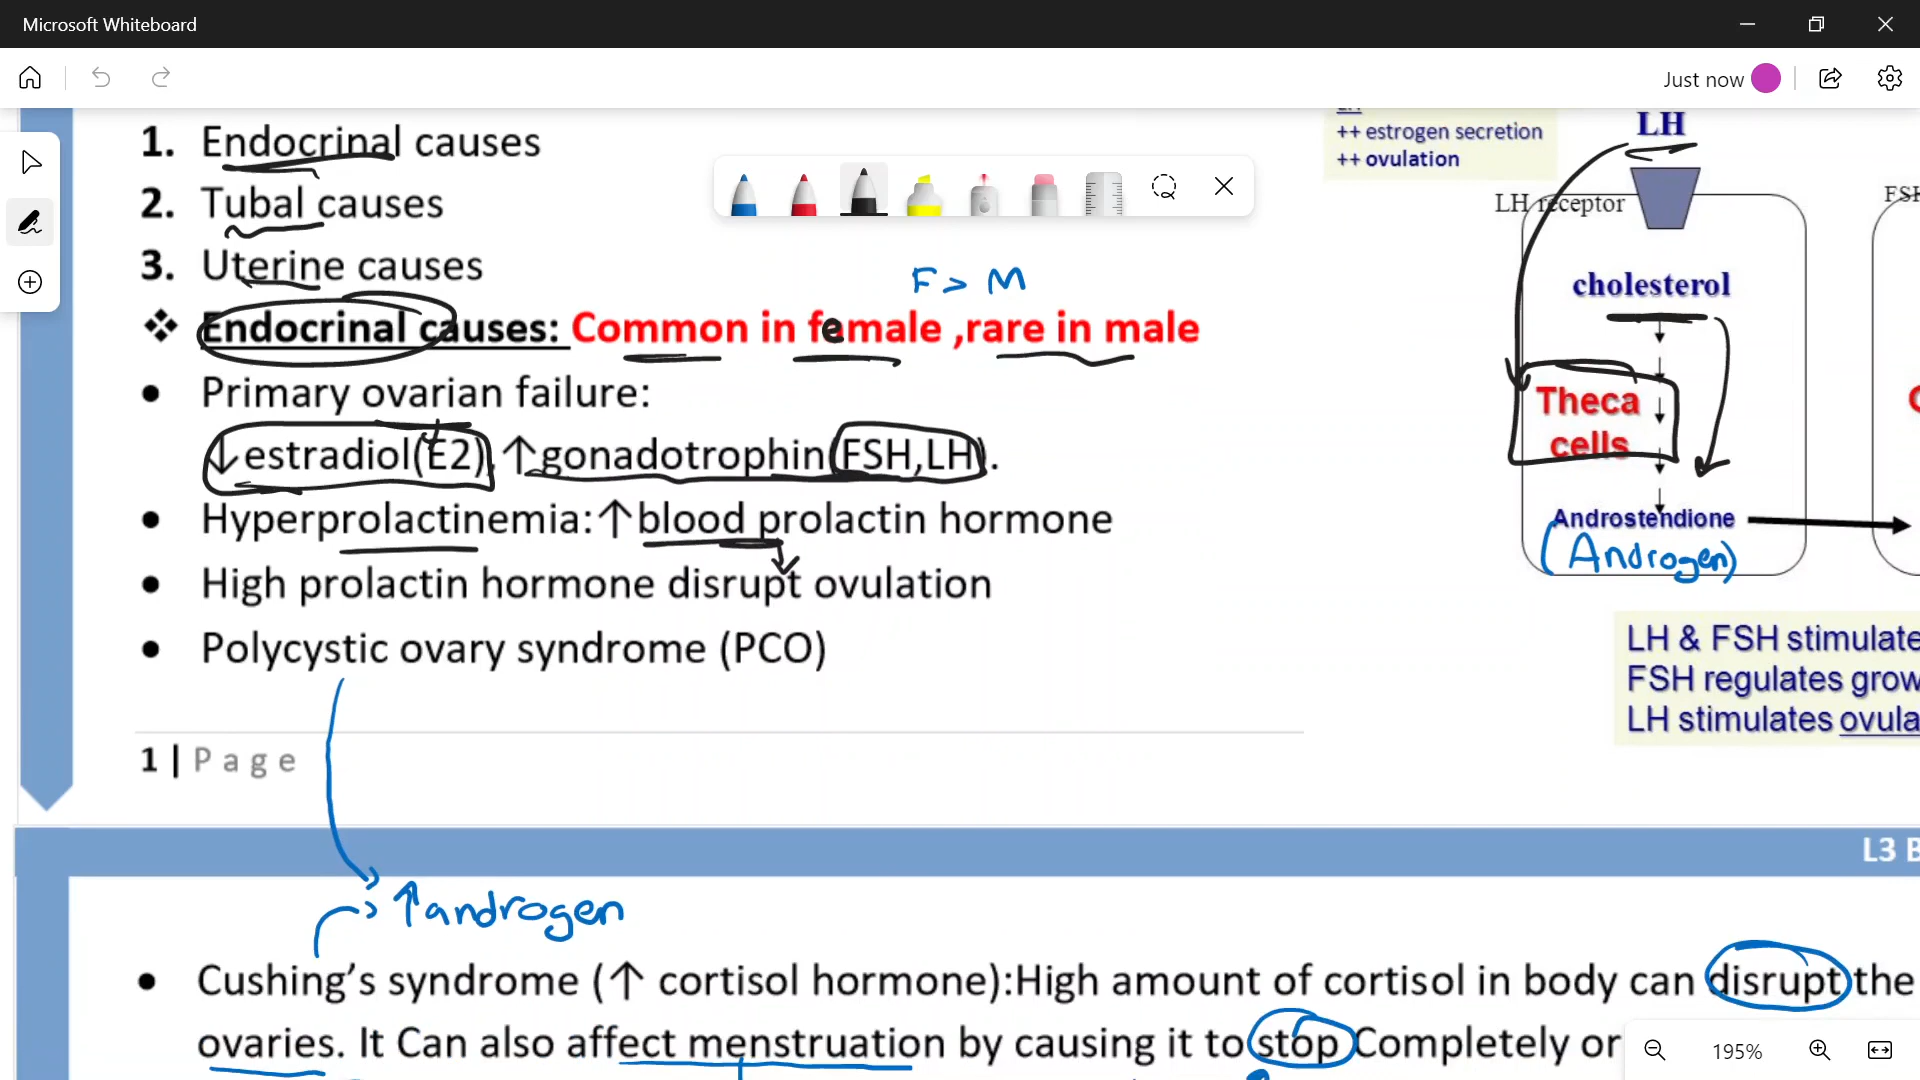 Microsoft Whiteboard
Just now
1. Endocrinal causes
2. Tubal causes
3. Uterine causes
F > M
❖ Endocrinal causes: Common in female ,rare in male
• Primary ovarian failure:
↓estradiol(E2), ↑gonadotrophin(FSH,LH).
• Hyperprolactinemia:↑blood prolactin hormone
• High prolactin hormone disrupt ovulation
• Polycystic ovary syndrome (PCO)
1 | Page
++ estrogen secretion
++ ovulation
LH
LH receptor
FSH
cholesterol
Theca
cells
Androstendione
(Androgen)
LH & FSH stimulate
FSH regulates grow
LH stimulates ovula
L3 B
↑androgen
• Cushing’s syndrome (↑ cortisol hormone):High amount of cortisol in body can disrupt the
ovaries. It Can also affect menstruation by causing it to stop Completely or
195%